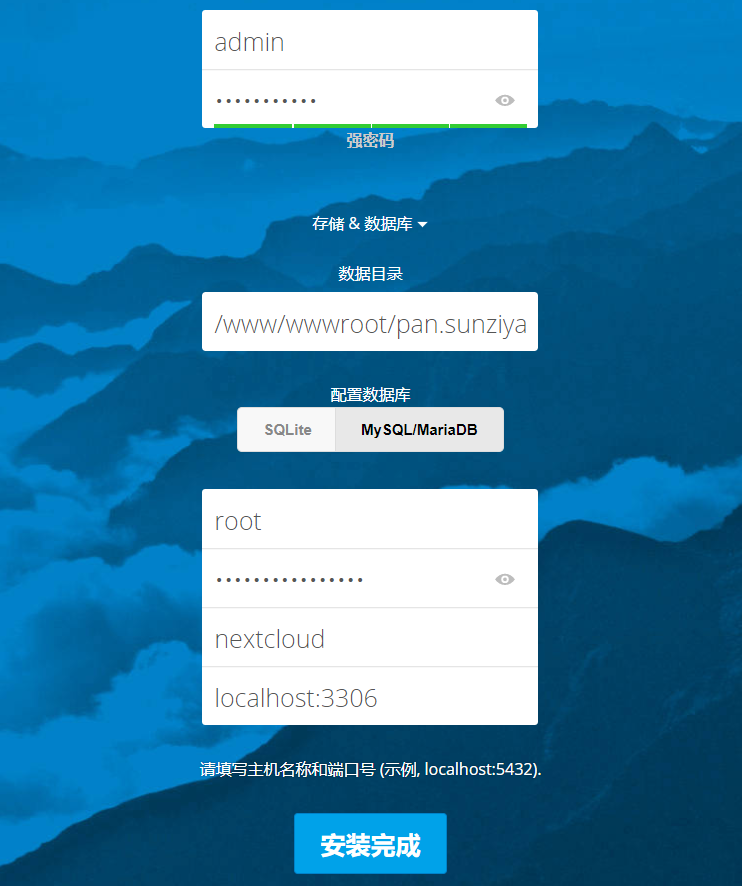 admin
•••••••••••
强密码
存储 & 数据库
数据目录
/www/wwwroot/pan.sunziya
配置数据库
SQLite
MySQL/MariaDB
root
••••••••••••••••
nextcloud
localhost:3306
请填写主机名称和端口号 (示例, localhost:5432).
安装完成